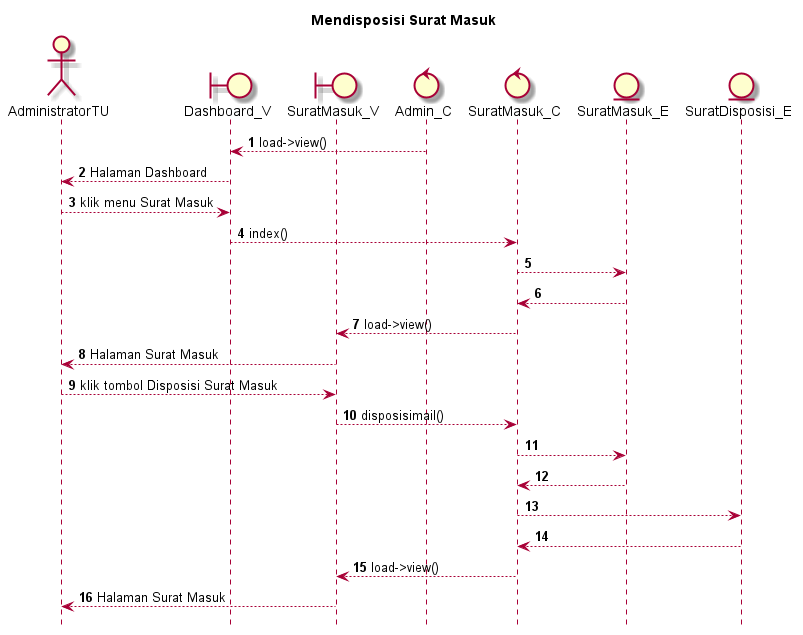 Mendisposisi Surat Masuk
AdministratorTU
Dashboard_V
SuratMasuk_V
Admin_C
SuratMasuk_C
SuratMasuk_E
SuratDisposisi_E
1 load->view()
2 Halaman Dashboard
3 klik menu Surat Masuk
4 index()
5
6
7 load->view()
8 Halaman Surat Masuk
9 klik tombol Disposisi Surat Masuk
10 disposisimail()
11
12
13
14
15 load->view()
16 Halaman Surat Masuk